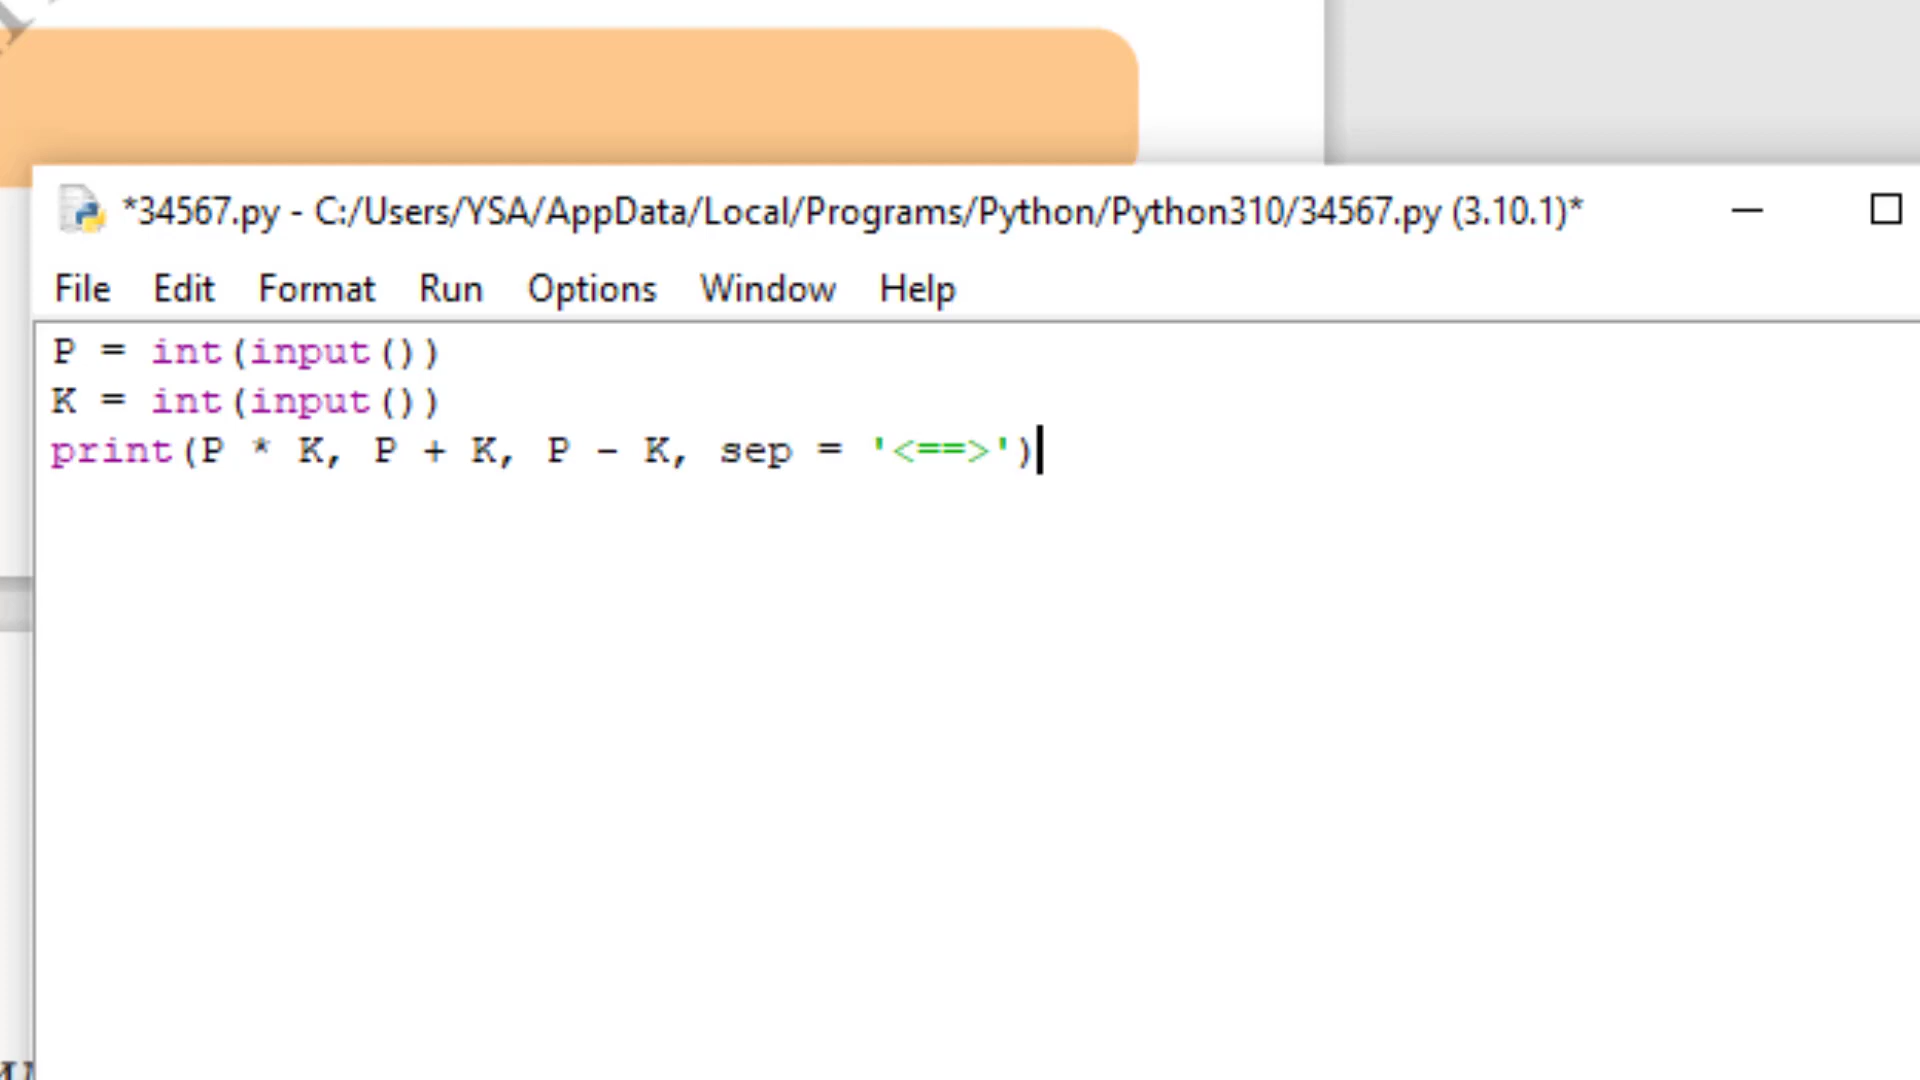 *34567.py - C:/Users/YSA/AppData/Local/Programs/Python/Python310/34567.py (3.10.1)*
File Edit Format Run Options Window Help
P = int(input())
K = int(input())
print(P * K, P + K, P - K, sep = '<==>')